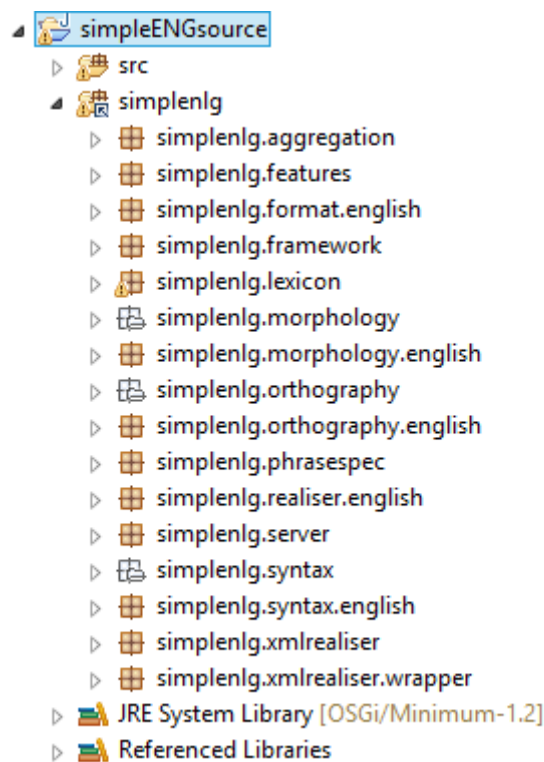 simpleENGsource
src
simplenlg
simplenlg.aggregation
simplenlg.features
simplenlg.format.english
simplenlg.framework
simplenlg.lexicon
simplenlg.morphology
simplenlg.morphology.english
simplenlg.orthography
simplenlg.orthography.english
simplenlg.phrasespec
simplenlg.realiser.english
simplenlg.server
simplenlg.syntax
simplenlg.syntax.english
simplenlg.xmlrealiser
simplenlg.xmlrealiser.wrapper
JRE System Library [OSGi/Minimum-1.2]
Referenced Libraries